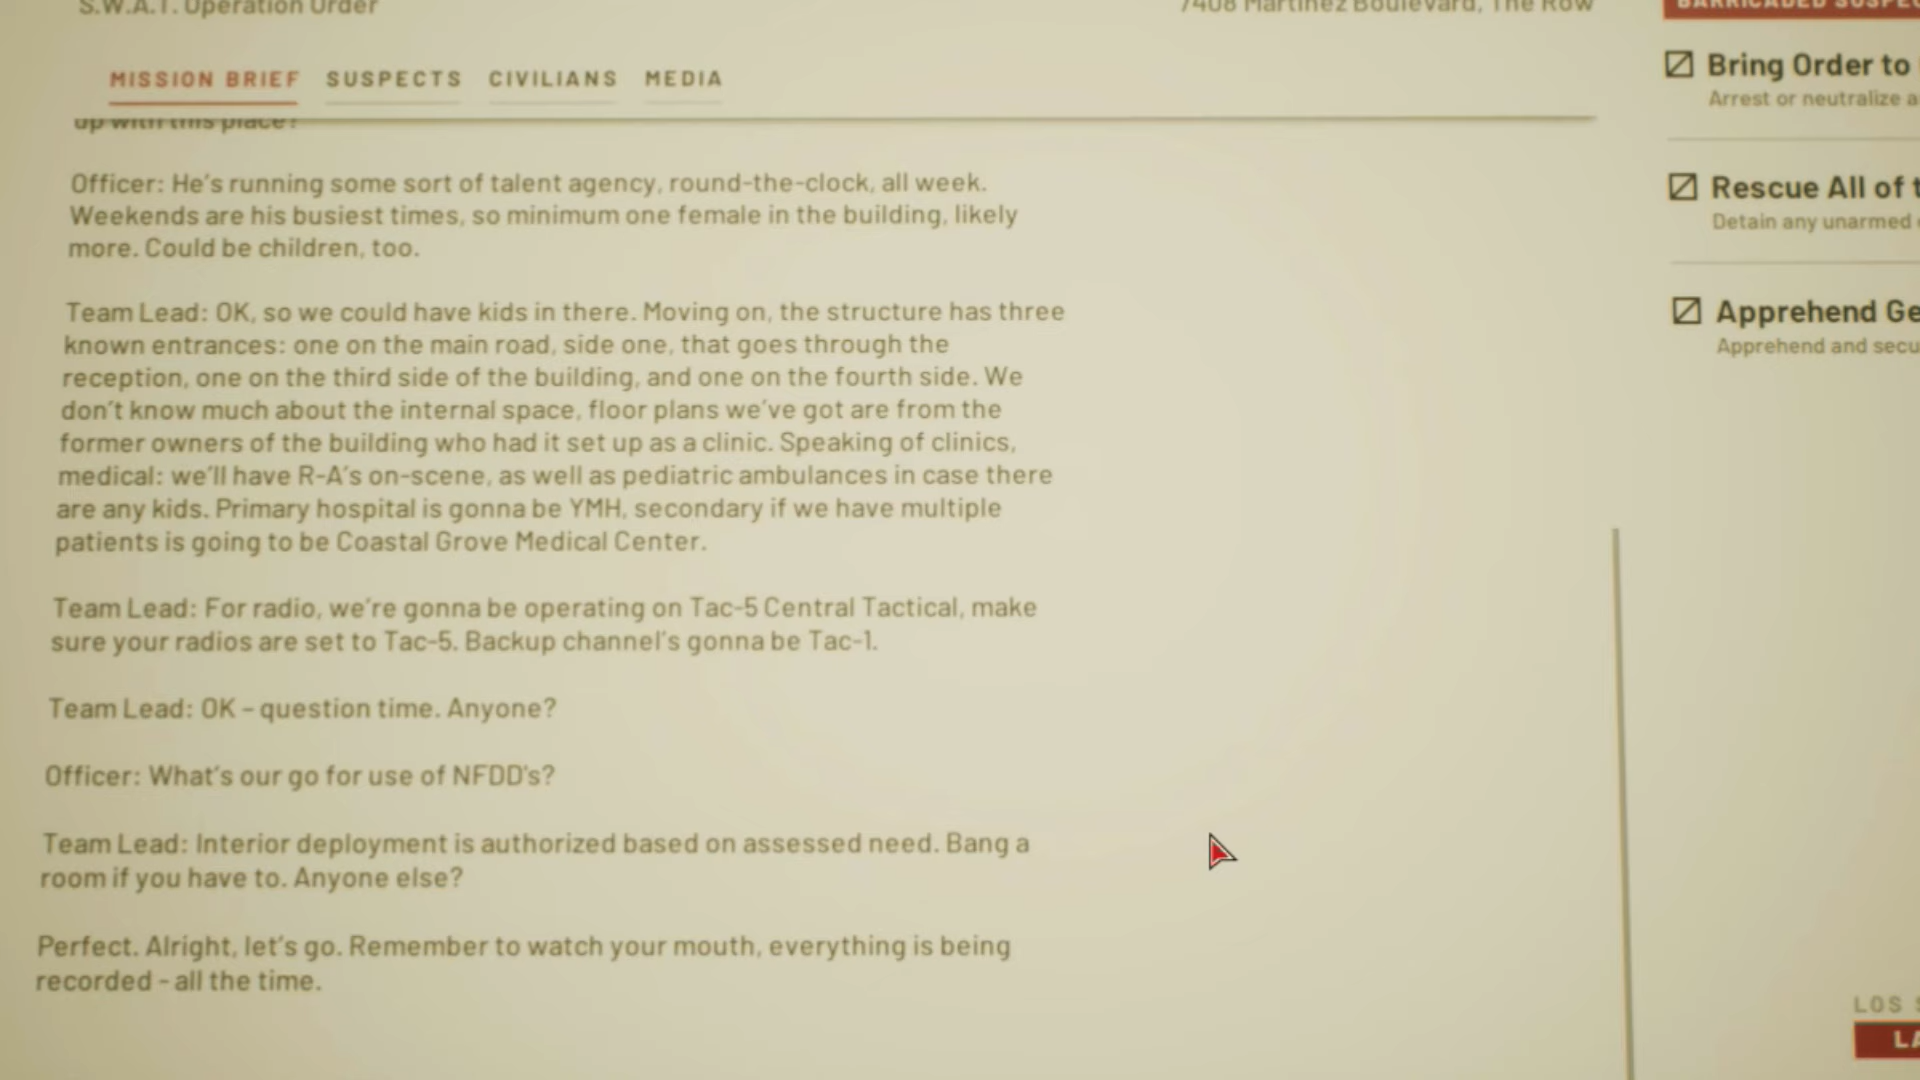 S.W.A.T. Operation Order
7408 Martinez Boulevard, The Row
MISSION BRIEF SUSPECTS CIVILIANS MEDIA
up with this place?
Officer: He's running some sort of talent agency, round-the-clock, all week.
Weekends are his busiest times, so minimum one female in the building, likely
more. Could be children, too.
Team Lead: OK, so we could have kids in there. Moving on, the structure has three
known entrances: one on the main road, side one, that goes through the
reception, one on the third side of the building, and one on the fourth side. We
don't know much about the internal space, floor plans we've got are from the
former owners of the building who had it set up as a clinic. Speaking of clinics,
medical: we'll have R-A's on-scene, as well as pediatric ambulances in case there
are any kids. Primary hospital is gonna be YMH, secondary if we have multiple
patients is going to be Coastal Grove Medical Center.
Team Lead: For radio, we're gonna be operating on Tac-5 Central Tactical, make
sure your radios are set to Tac-5. Backup channel's gonna be Tac-1.
Team Lead: OK – question time. Anyone?
Officer: What's our go for use of NFDD's?
Team Lead: Interior deployment is authorized based on assessed need. Bang a
room if you have to. Anyone else?
Perfect. Alright, let's go. Remember to watch your mouth, everything is being
recorded - all the time.
BARRICADED SUSPE
Bring Order to
Arrest or neutralize a
Rescue All of t
Detain any unarmed
Apprehend Ge
Apprehend and secu
LOS
LA